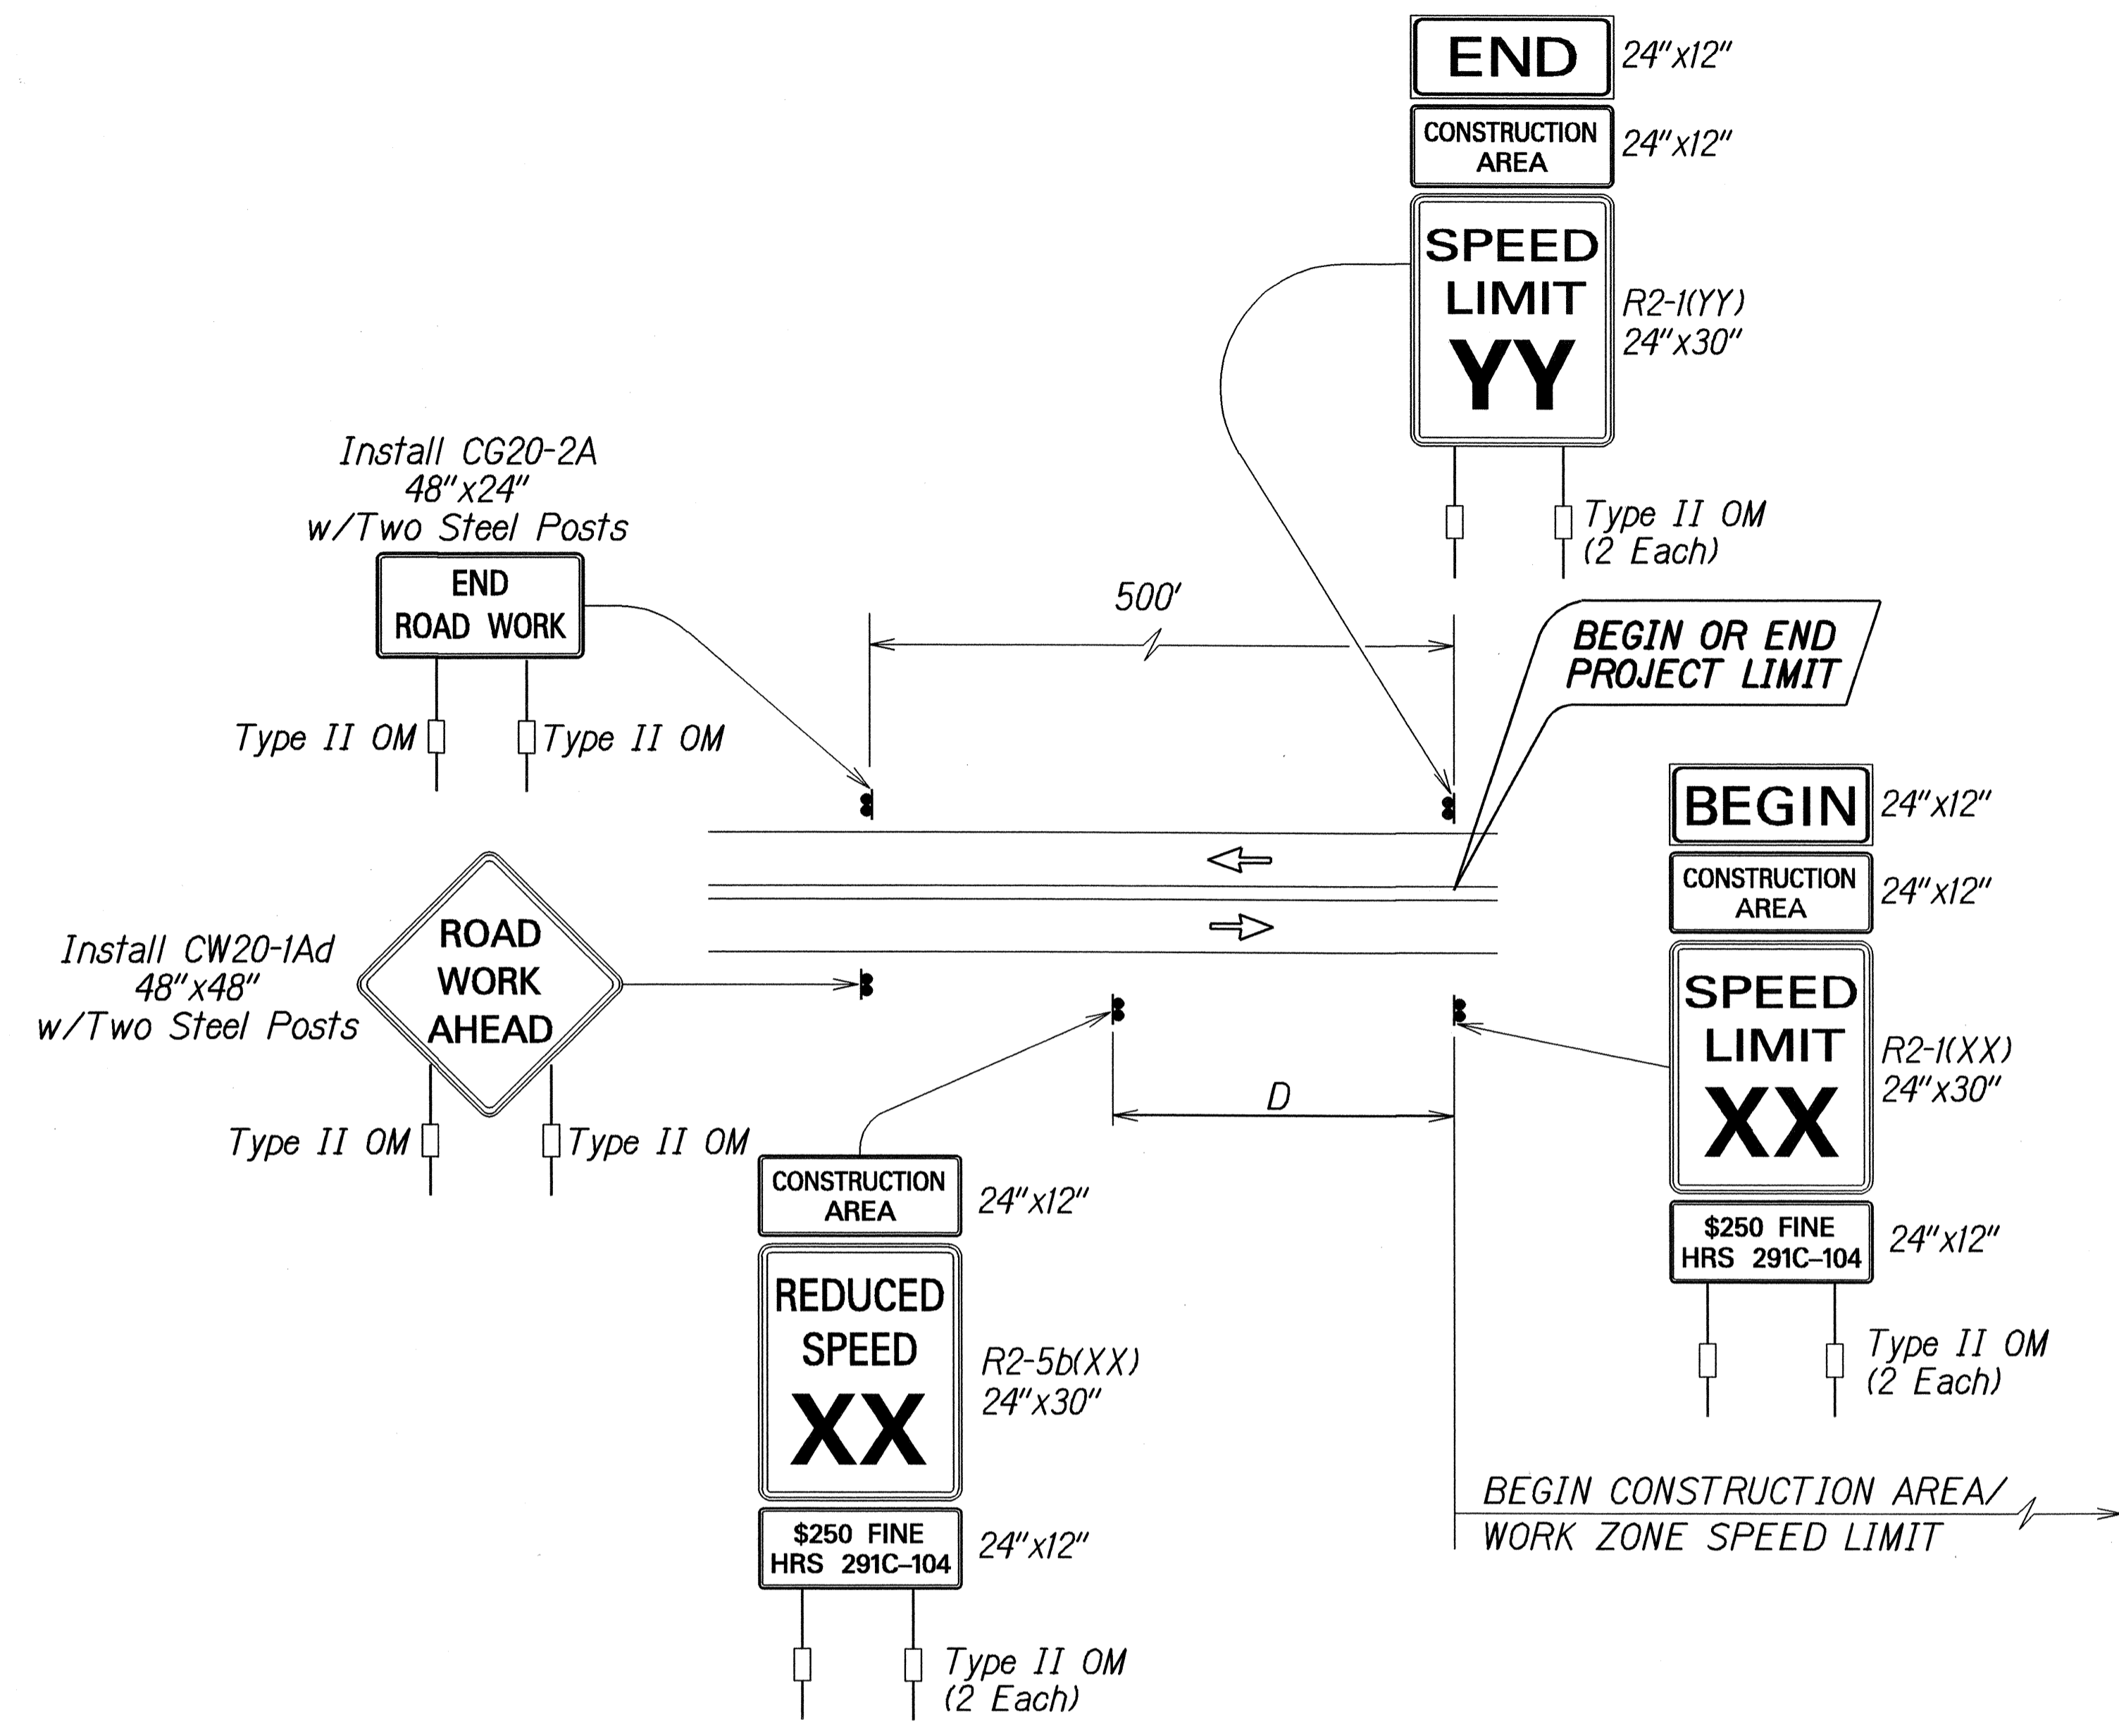 END
24"x12"
CONSTRUCTION
AREA
24"x12"
SPEED
LIMIT
YY
R2-1(YY)
24"x30"
Type II OM
(2 Each)
Install CG20-2A
48"x24"
w/Two Steel Posts
END
ROAD WORK
Type II OM
Type II OM
500'
BEGIN OR END
PROJECT LIMIT
BEGIN
24"x12"
CONSTRUCTION
AREA
24"x12"
SPEED
LIMIT
XX
R2-1(XX)
24"x30"
$250 FINE
HRS 291C-104
24"x12"
Type II OM
(2 Each)
Install CW20-1Ad
48"x48"
w/Two Steel Posts
ROAD
WORK
AHEAD
Type II OM
Type II OM
D
CONSTRUCTION
AREA
24"x12"
REDUCED
SPEED
XX
R2-5b(XX)
24"x30"
$250 FINE
HRS 291C-104
24"x12"
Type II OM
(2 Each)
BEGIN CONSTRUCTION AREA/
WORK ZONE SPEED LIMIT